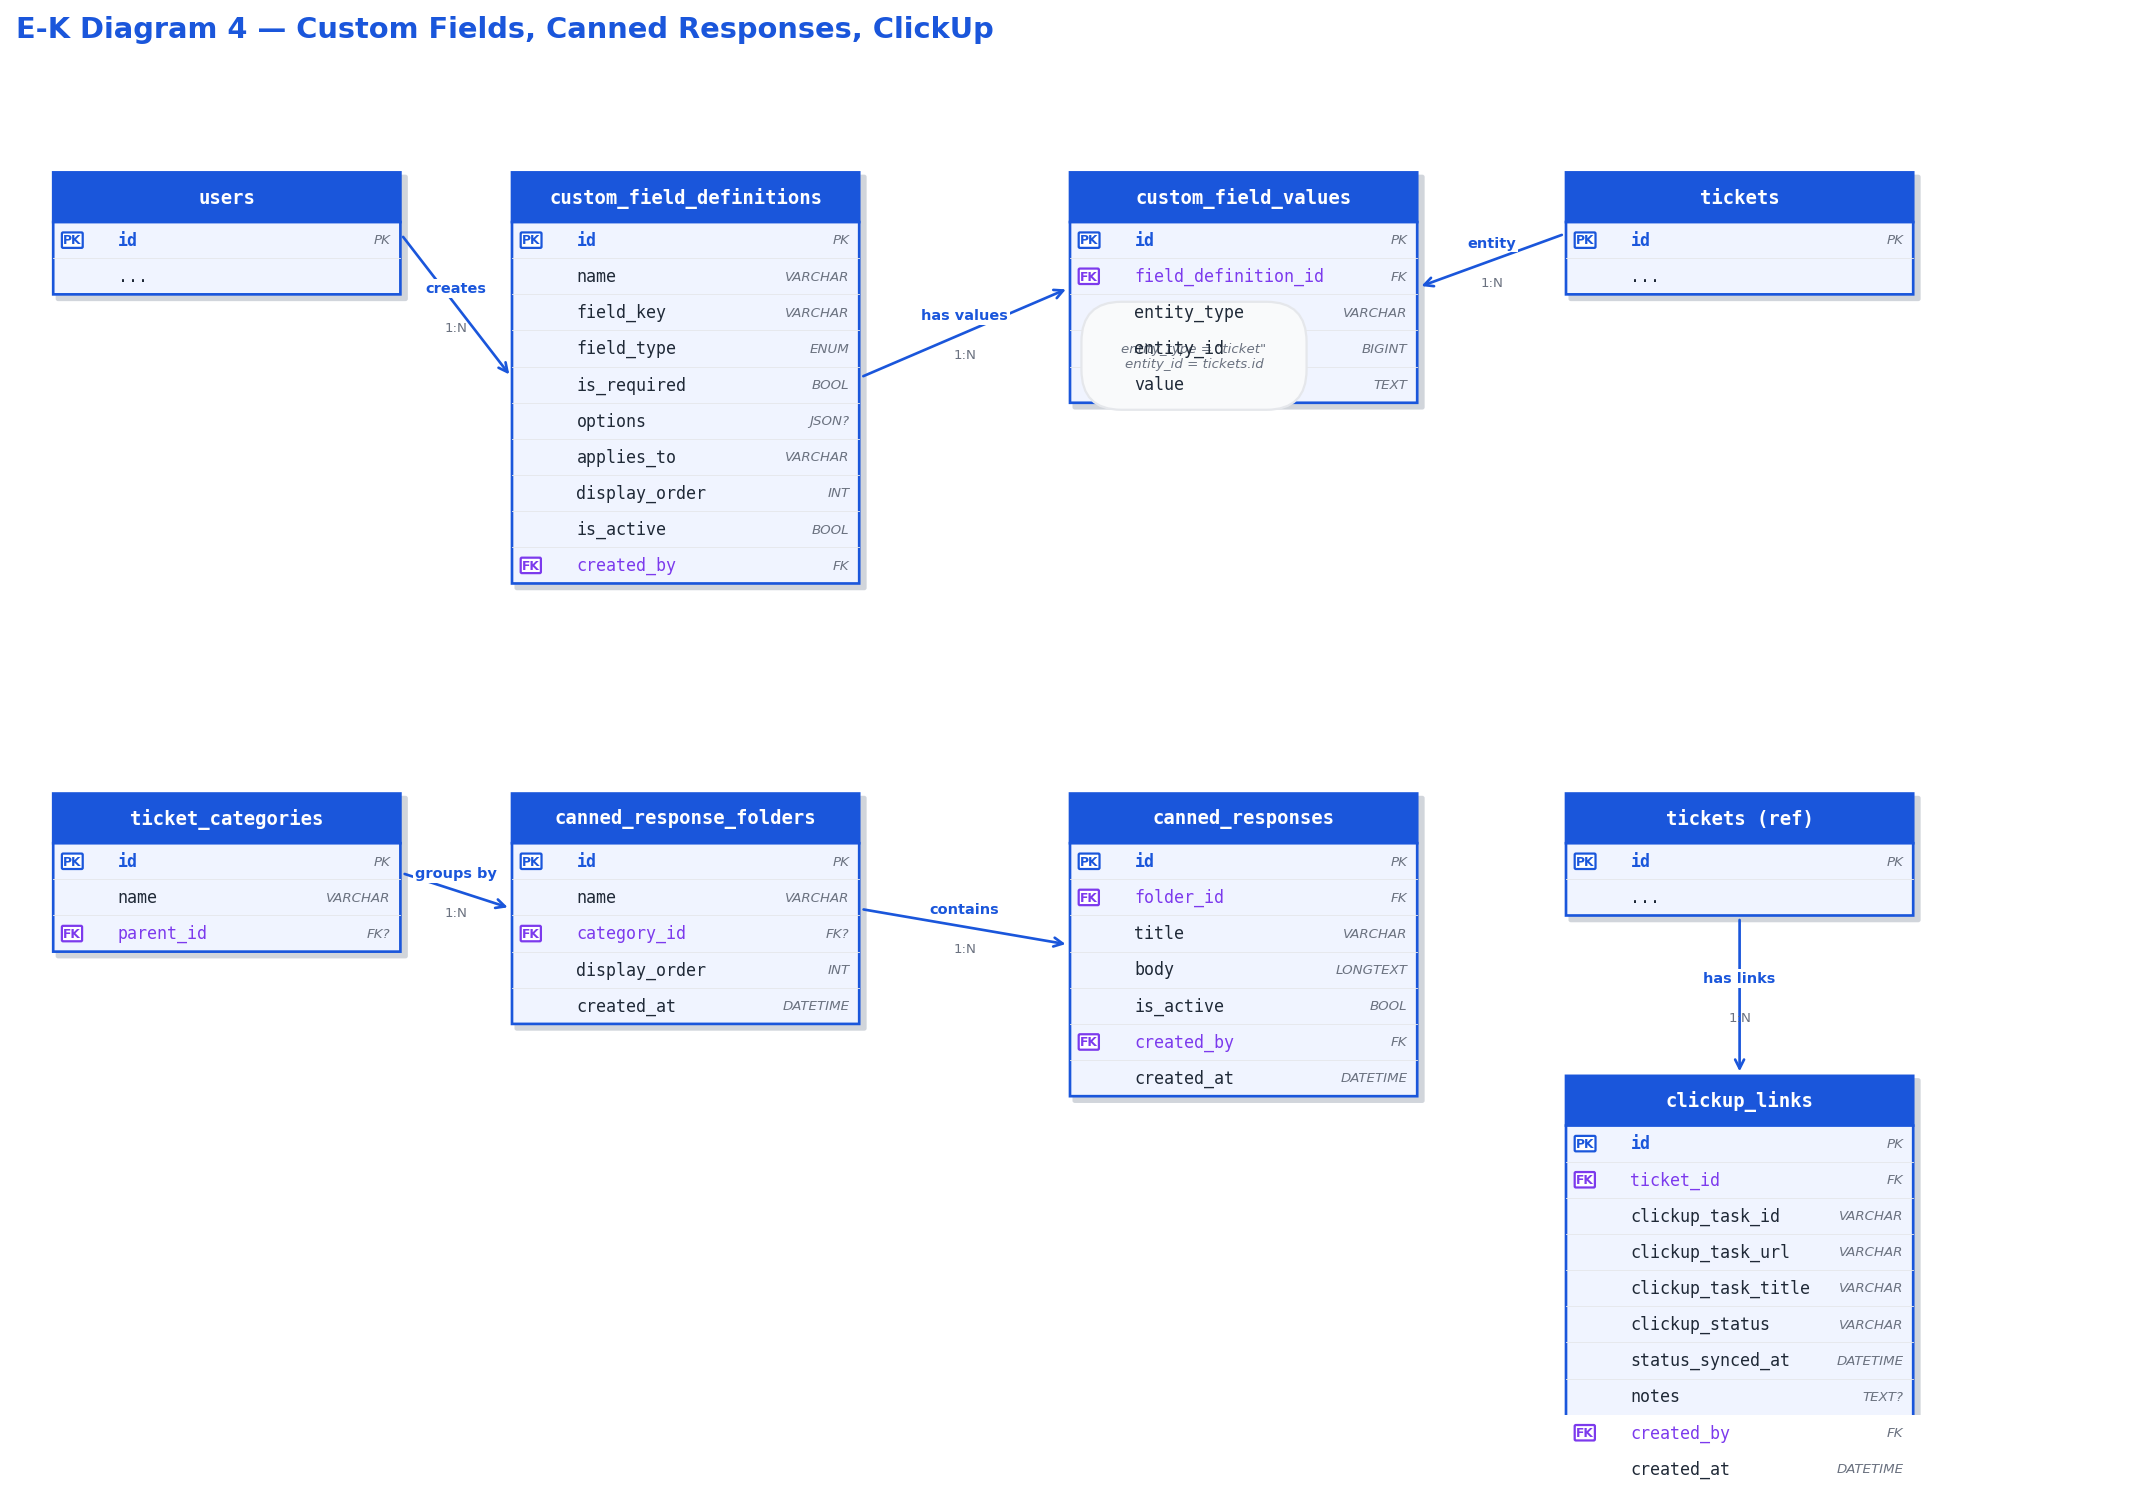 E-K Diagram 4 — Custom Fields, Canned Responses, ClickUp
users
PK id PK
...
creates
1:N
custom_field_definitions
PK id PK
name VARCHAR
field_key VARCHAR
field_type ENUM
is_required BOOL
options JSON?
applies_to VARCHAR
display_order INT
is_active BOOL
FK created_by FK
has values
1:N
custom_field_values
PK id PK
FK field_definition_id FK
entity_type VARCHAR
entity_id BIGINT
entity_type = "ticket"
entity_id = tickets.id
value TEXT
entity
1:N
tickets
PK id PK
...
ticket_categories
PK id PK
name VARCHAR
FK parent_id FK?
groups by
1:N
canned_response_folders
PK id PK
name VARCHAR
FK category_id FK?
display_order INT
created_at DATETIME
contains
1:N
canned_responses
PK id PK
FK folder_id FK
title VARCHAR
body LONGTEXT
is_active BOOL
FK created_by FK
created_at DATETIME
tickets (ref)
PK id PK
...
has links
1:N
clickup_links
PK id PK
FK ticket_id FK
clickup_task_id VARCHAR
clickup_task_url VARCHAR
clickup_task_title VARCHAR
clickup_status VARCHAR
status_synced_at DATETIME
notes TEXT?
FK created_by FK
created_at DATETIME